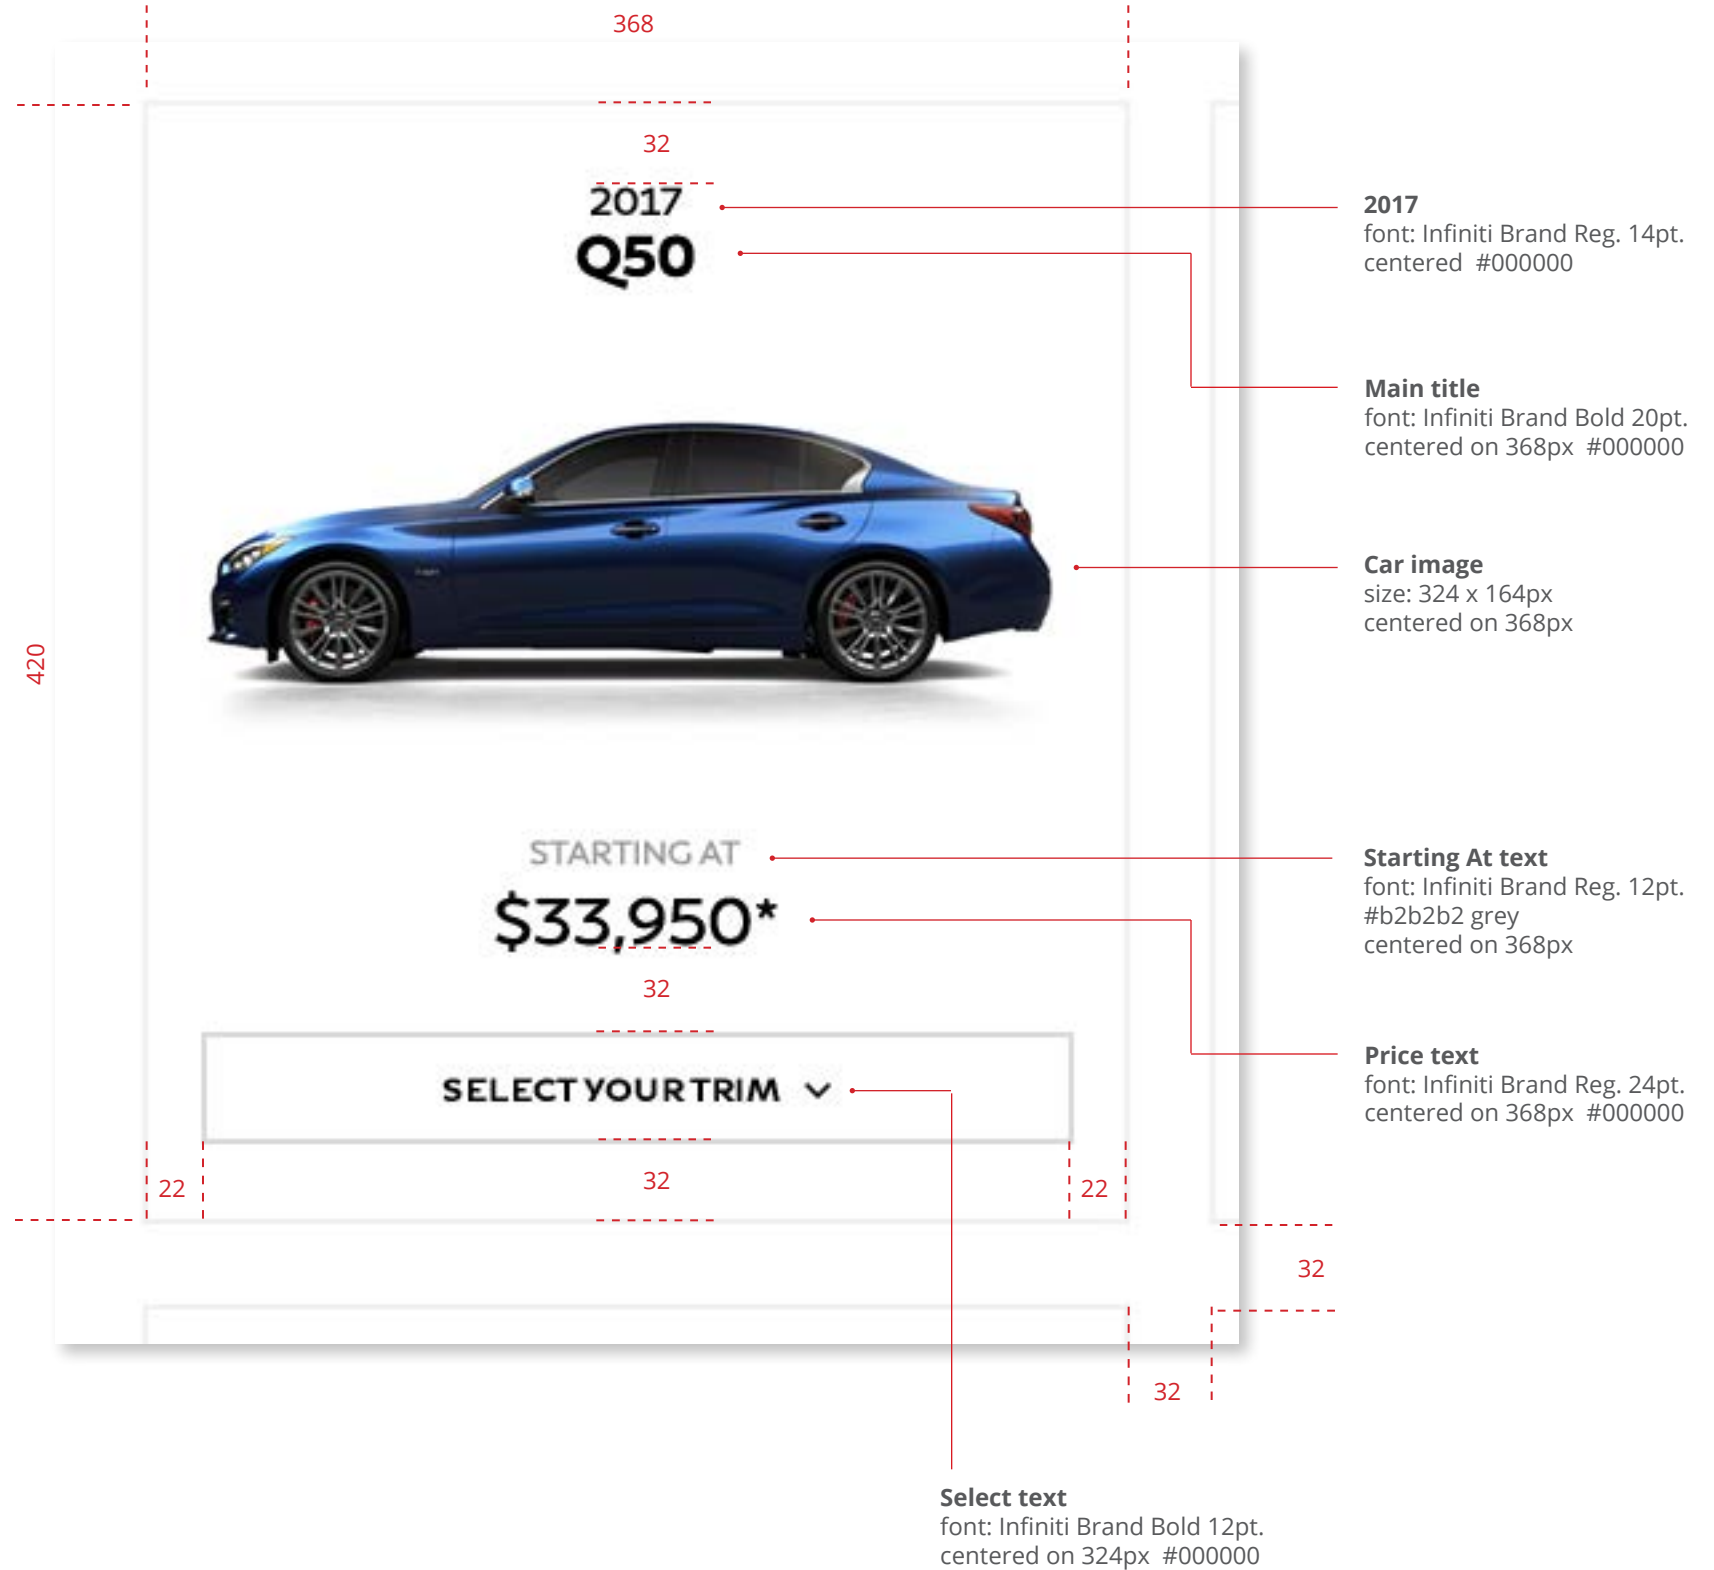 368
32
2017
Q50
2017
font: Infiniti Brand Reg. 14pt.
centered  #000000
Main title
font: Infiniti Brand Bold 20pt.
centered on 368px  #000000
Car image
size: 324 x 164px
centered on 368px
420
STARTING AT
$33,950*
Starting At text
font: Infiniti Brand Reg. 12pt.
#b2b2b2 grey
centered on 368px
32
Price text
font: Infiniti Brand Reg. 24pt.
centered on 368px  #000000
SELECT YOUR TRIM
22
32
22
32
32
Select text
font: Infiniti Brand Bold 12pt.
centered on 324px  #000000